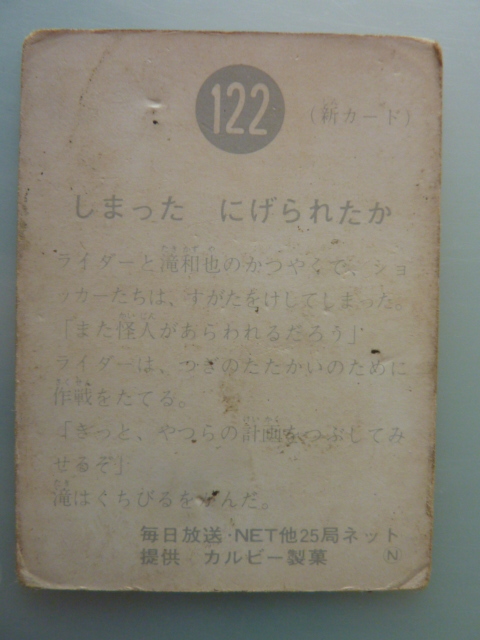 122
(新カード)
しまった にげられたか
ライダーと滝和也のかつやくで、ショ
ッカーたちは、すがたをけしてしまった。
「また怪人があらわれるだろう」
ライダーは、つぎのたたかいのために
作戦をたてる。
「きっと、やつらの計画をつぶしてみ
せるぞ」
滝はくちびるをかんだ。
毎日放送・NET他25局ネット
提供 カルビー製菓 Ⓝ